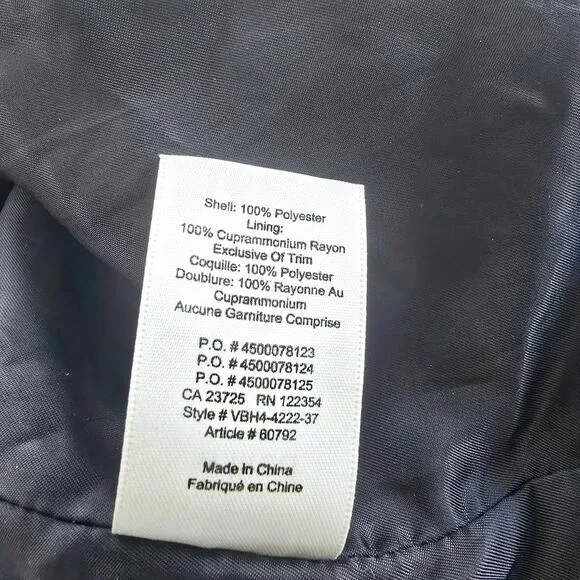 Shell: 100% Polyester
Lining:
100% Cuprammonium Rayon
Exclusive Of Trim
Coquille: 100% Polyester
Doublure: 100% Rayonne Au
Cuprammonium
Aucune Garniture Comprise
P.O. # 4500078123
P.O. # 4500078124
P.O. # 4500078125
CA 23725 RN 122354
Style # VBH4-4222-37
Article # 60792
Made in China
Fabriqué en Chine